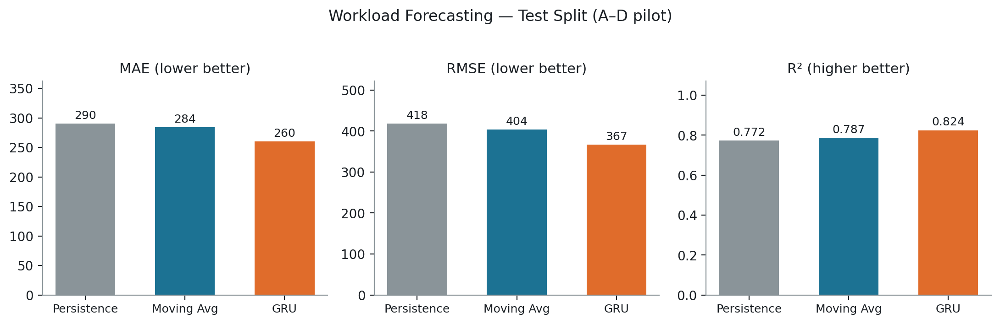 Workload Forecasting — Test Split (A–D pilot)
MAE (lower better)
350
300
250
200
150
100
50
0
290
284
260
Persistence
Moving Avg
GRU
RMSE (lower better)
500
400
300
200
100
0
418
404
367
Persistence
Moving Avg
GRU
R² (higher better)
1.0
0.8
0.6
0.4
0.2
0.0
0.772
0.787
0.824
Persistence
Moving Avg
GRU